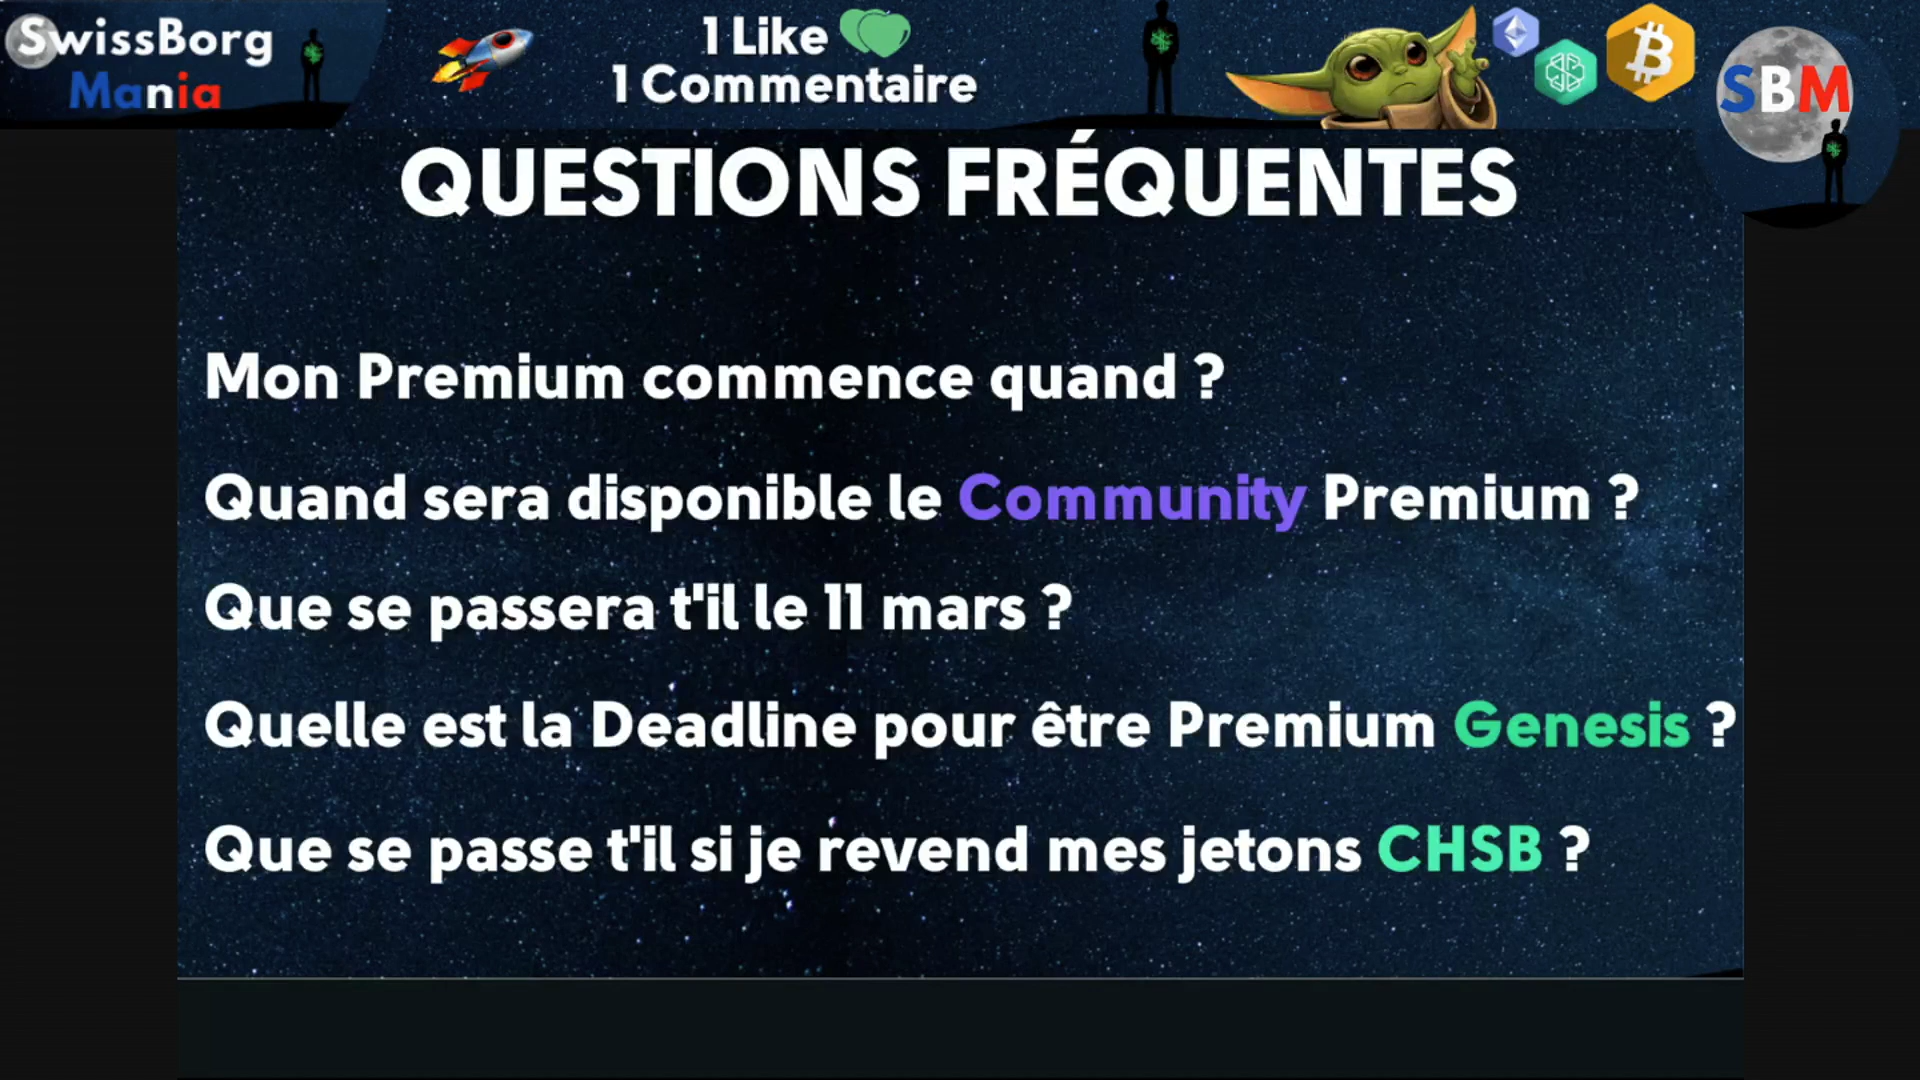 SwissBorg
Mania
1 Like
1 Commentaire
SBM
QUESTIONS FRÉQUENTES
Mon Premium commence quand ?
Quand sera disponible le Community Premium ?
Que se passera t'il le 11 mars ?
Quelle est la Deadline pour être Premium Genesis ?
Que se passe t'il si je revend mes jetons CHSB ?